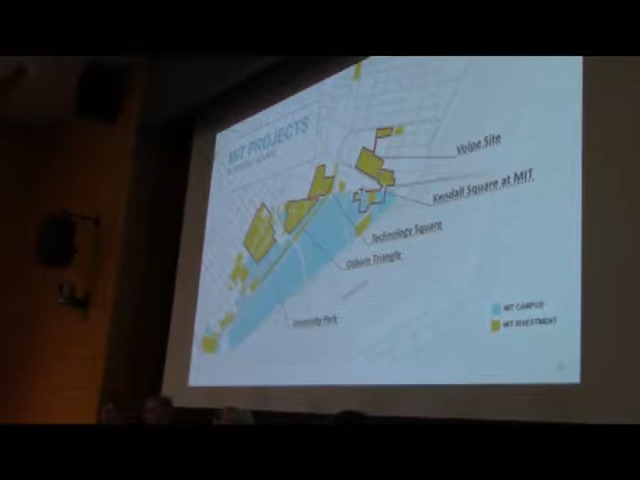 MIT PROJECTS
Volpe Site
Kendall Square at MIT
Technology Square
Osborn Triangle
University Park
MIT CAMPUS
MIT INVESTMENT